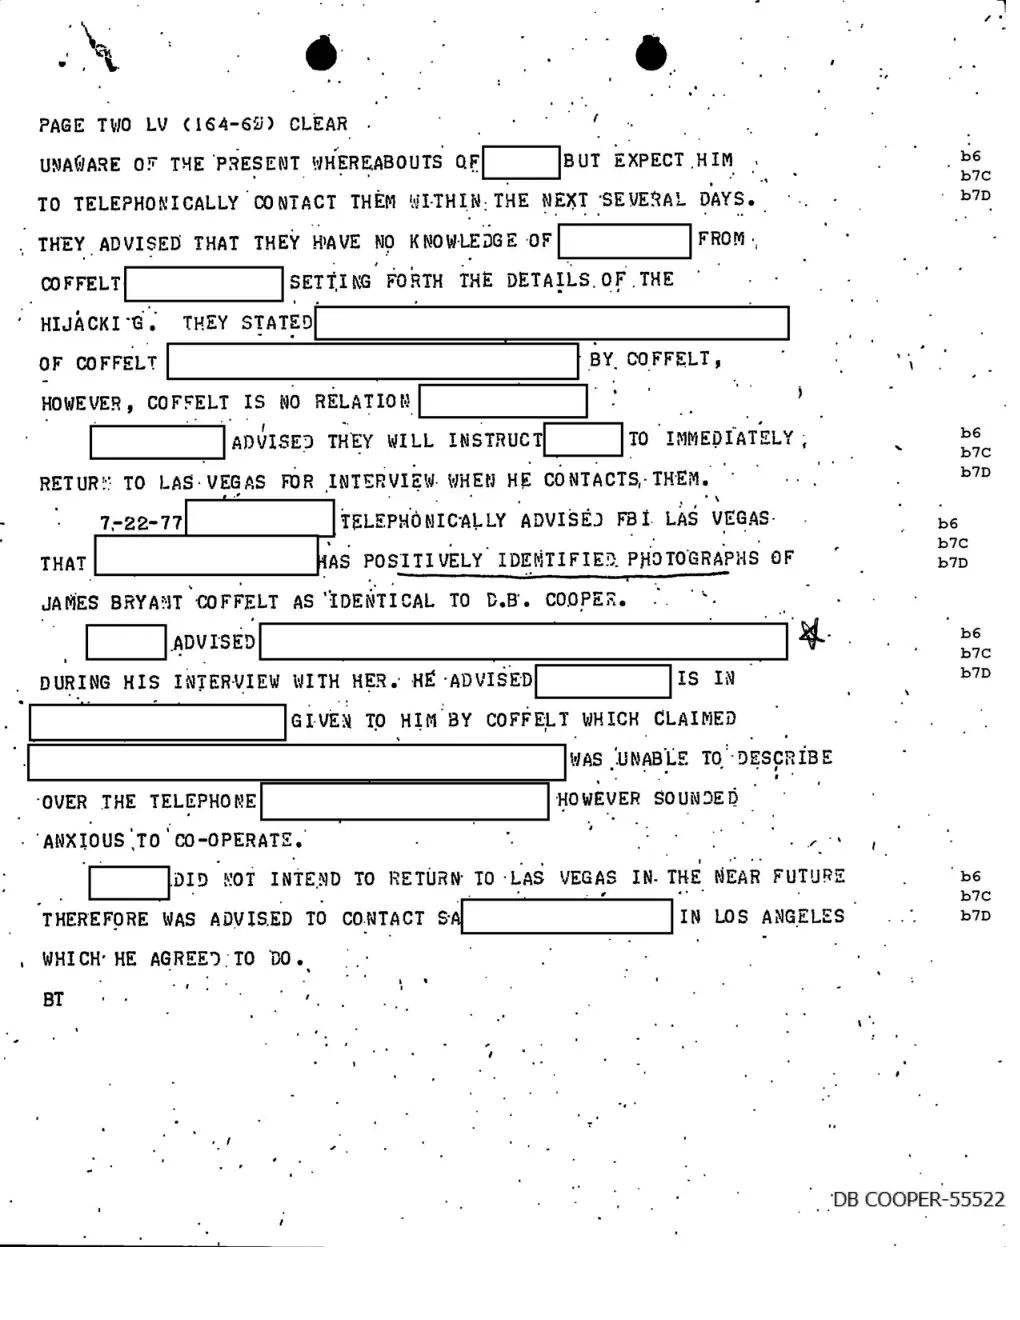 PAGE TWO LV (164-60) CLEAR
UNAWARE OF THE PRESENT WHEREABOUTS OF BUT EXPECT HIM
b6
b7C
b7D
TO TELEPHONICALLY CONTACT THEM WITHIN THE NEXT SEVERAL DAYS.
THEY ADVISED THAT THEY HAVE NO KNOWLEDGE OF FROM
COFFELT SETTING FORTH THE DETAILS OF THE
HIJACKI G. THEY STATED
OF COFFELT BY COFFELT,
HOWEVER, COFFELT IS NO RELATION
ADVISED THEY WILL INSTRUCT TO IMMEDIATELY
b6
b7C
b7D
RETURN TO LAS VEGAS FOR INTERVIEW WHEN HE CONTACTS THEM.
7-22-77 TELEPHONICALLY ADVISED FBI LAS VEGAS
b6
b7C
b7D
THAT HAS POSITIVELY IDENTIFIED PHOTOGRAPHS OF
JAMES BRYANT COFFELT AS IDENTICAL TO D.B. COOPER.
ADVISED
b6
b7C
b7D
DURING HIS INTERVIEW WITH HER. HE ADVISED IS IN
GIVEN TO HIM BY COFFELT WHICH CLAIMED
WAS UNABLE TO DESCRIBE
OVER THE TELEPHONE HOWEVER SOUNDED
ANXIOUS TO CO-OPERATE.
DID NOT INTEND TO RETURN TO LAS VEGAS IN THE NEAR FUTURE
b6
b7C
b7D
THEREFORE WAS ADVISED TO CONTACT SA IN LOS ANGELES
WHICH HE AGREED TO DO.
BT
DB COOPER-55522